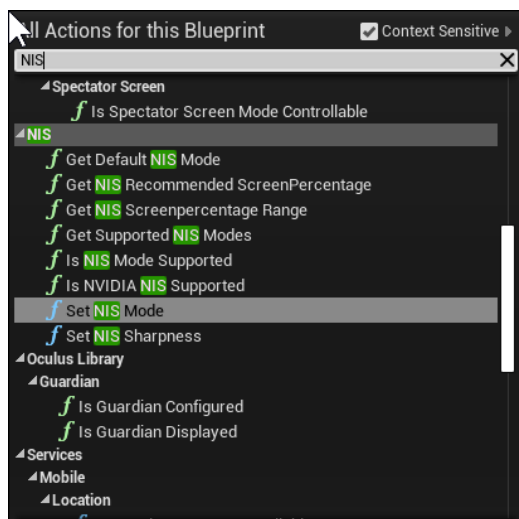 All Actions for this Blueprint
Context Sensitive
NIS
Spectator Screen
Is Spectator Screen Mode Controllable
NIS
Get Default NIS Mode
Get NIS Recommended ScreenPercentage
Get NIS Screenpercentage Range
Get Supported NIS Modes
Is NIS Mode Supported
Is NVIDIA NIS Supported
Set NIS Mode
Set NIS Sharpness
Oculus Library
Guardian
Is Guardian Configured
Is Guardian Displayed
Services
Mobile
Location